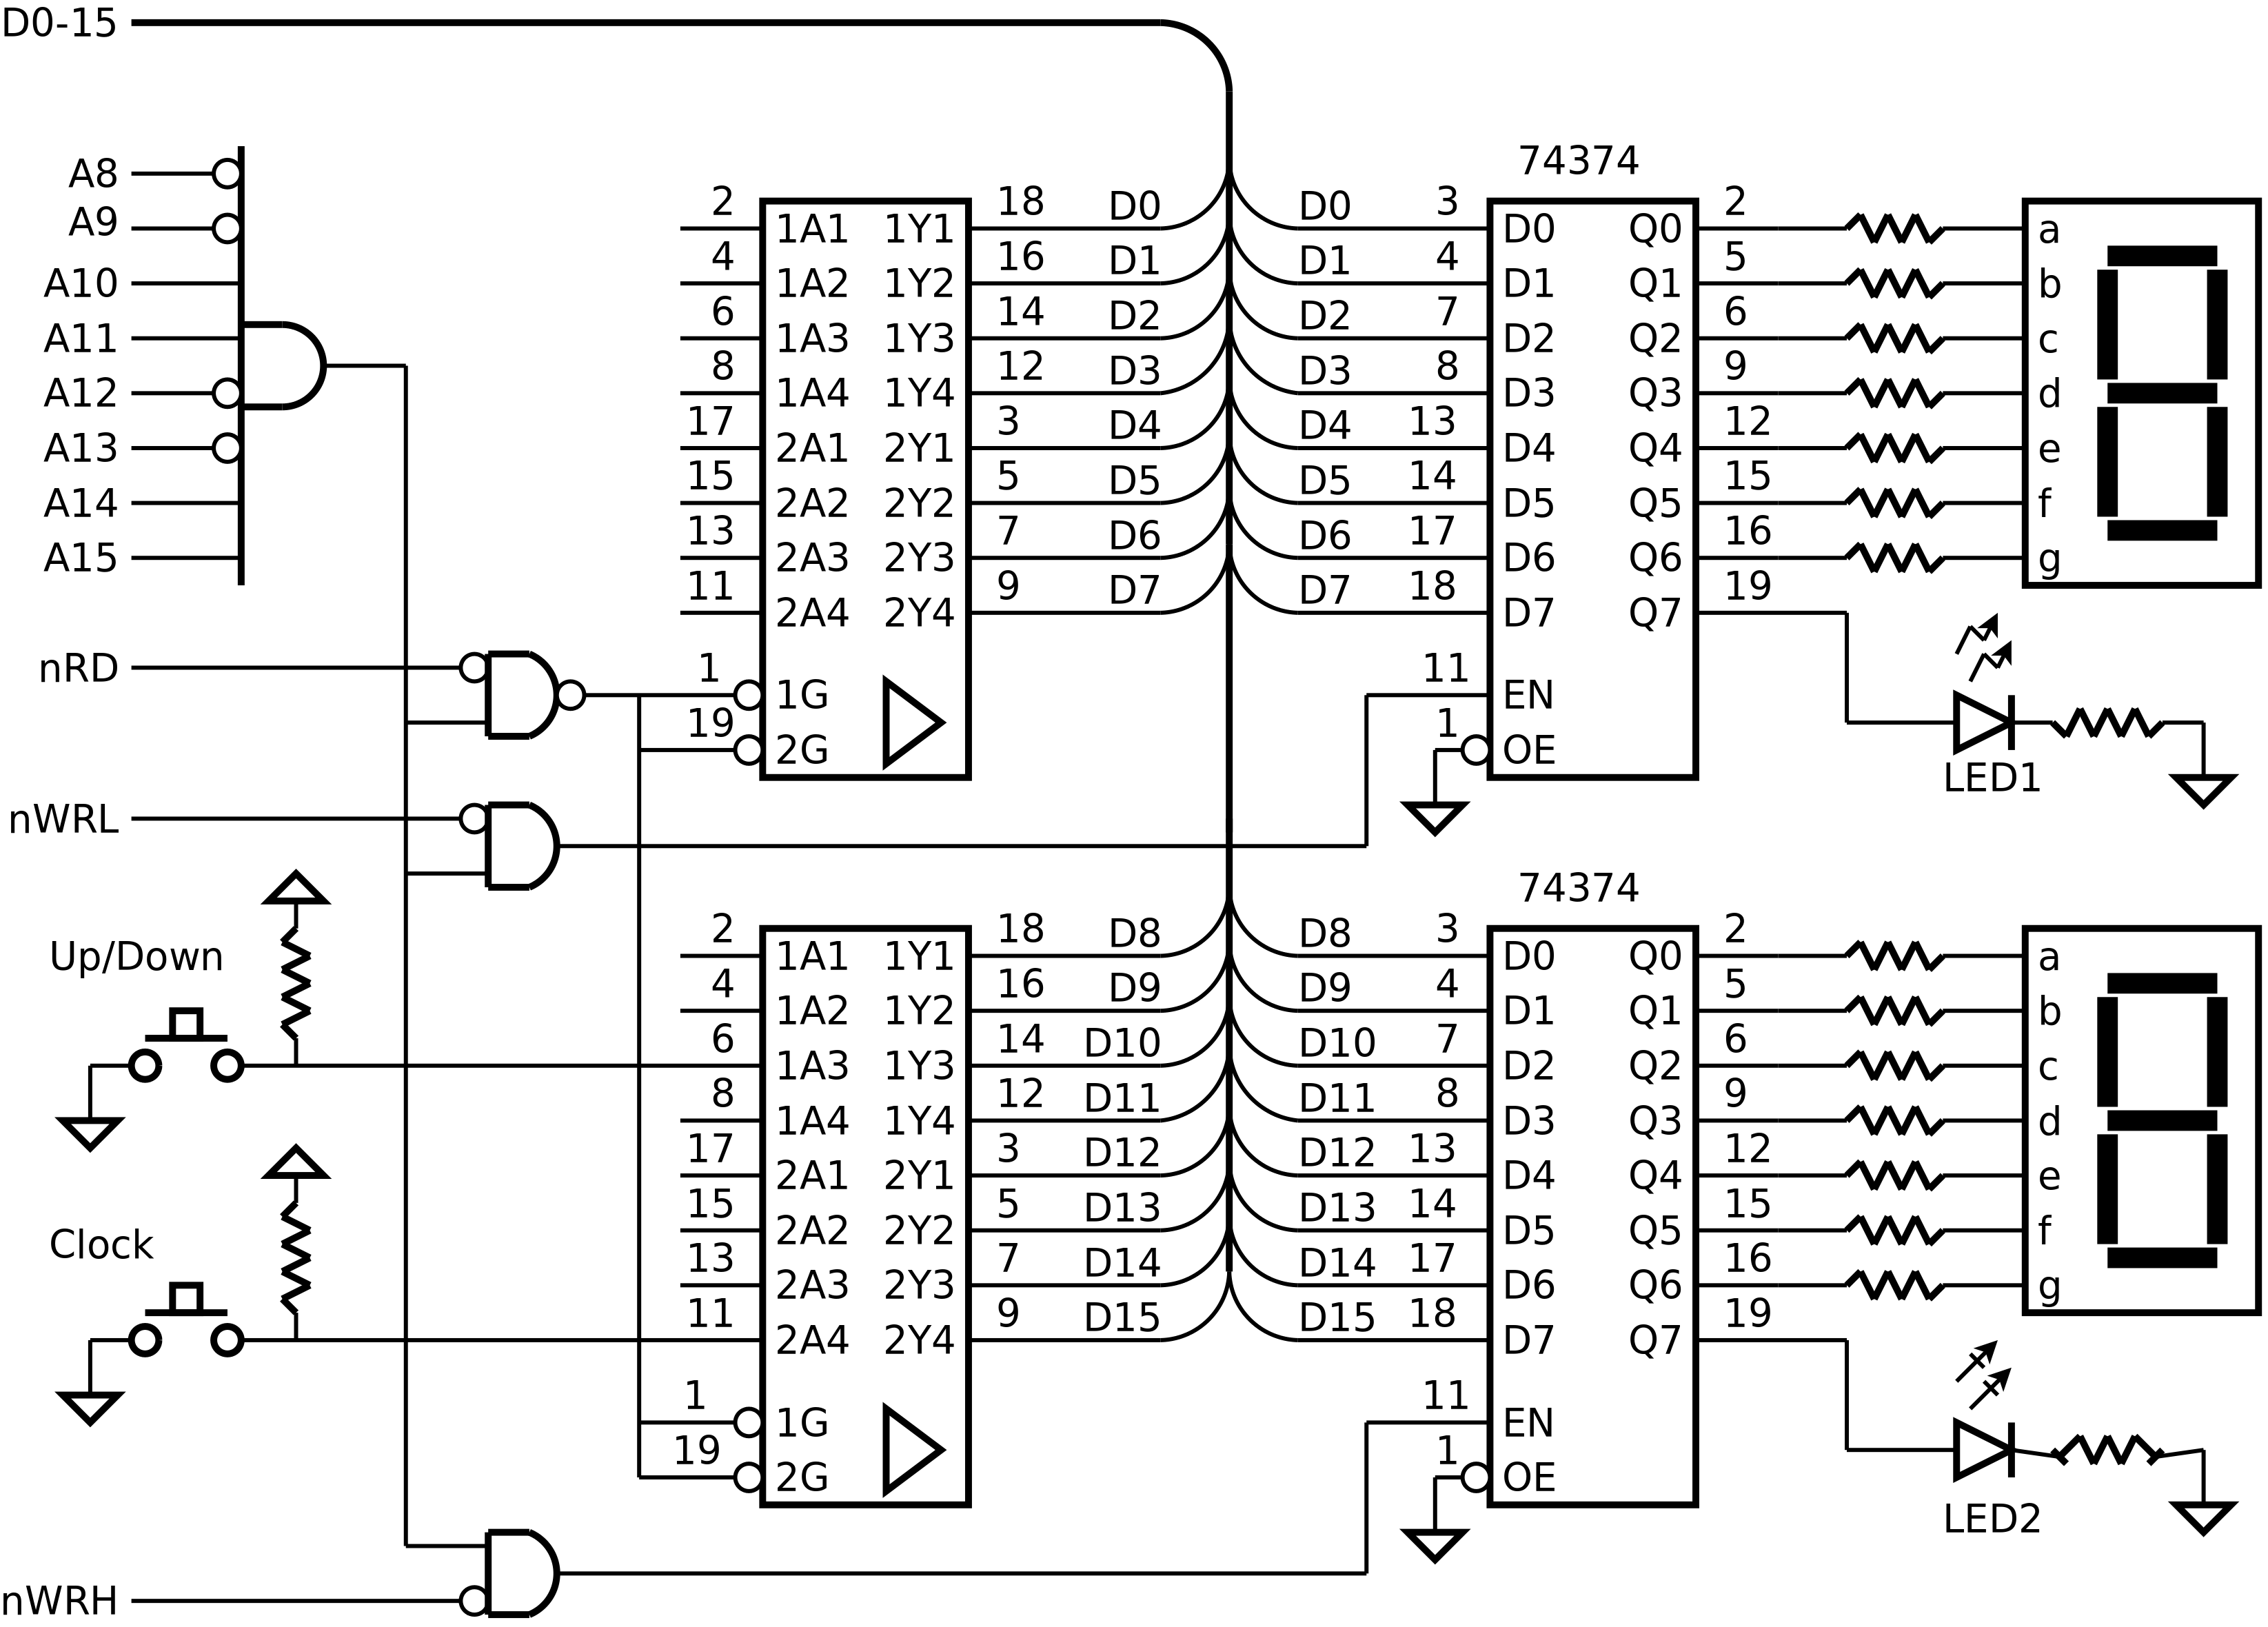 D0-15
A8
A9
A10
A11
A12
A13
A14
A15
nRD
nWRL
Up/Down
Clock
nWRH
2 1A1 1Y1 18 D0
4 1A2 1Y2 16 D1
6 1A3 1Y3 14 D2
8 1A4 1Y4 12 D3
17 2A1 2Y1 3 D4
15 2A2 2Y2 5 D5
13 2A3 2Y3 7 D6
11 2A4 2Y4 9 D7
1 1G
19 2G
74374
D0 3 D0 Q0 2 a
D1 4 D1 Q1 5 b
D2 7 D2 Q2 6 c
D3 8 D3 Q3 9 d
D4 13 D4 Q4 12 e
D5 14 D5 Q5 15 f
D6 17 D6 Q6 16 g
D7 18 D7 Q7 19
11 EN
1 OE
LED1
2 1A1 1Y1 18 D8
4 1A2 1Y2 16 D9
6 1A3 1Y3 14 D10
8 1A4 1Y4 12 D11
17 2A1 2Y1 3 D12
15 2A2 2Y2 5 D13
13 2A3 2Y3 7 D14
11 2A4 2Y4 9 D15
1 1G
19 2G
74374
D8 3 D0 Q0 2 a
D9 4 D1 Q1 5 b
D10 7 D2 Q2 6 c
D11 8 D3 Q3 9 d
D12 13 D4 Q4 12 e
D13 14 D5 Q5 15 f
D14 17 D6 Q6 16 g
D15 18 D7 Q7 19
11 EN
1 OE
LED2